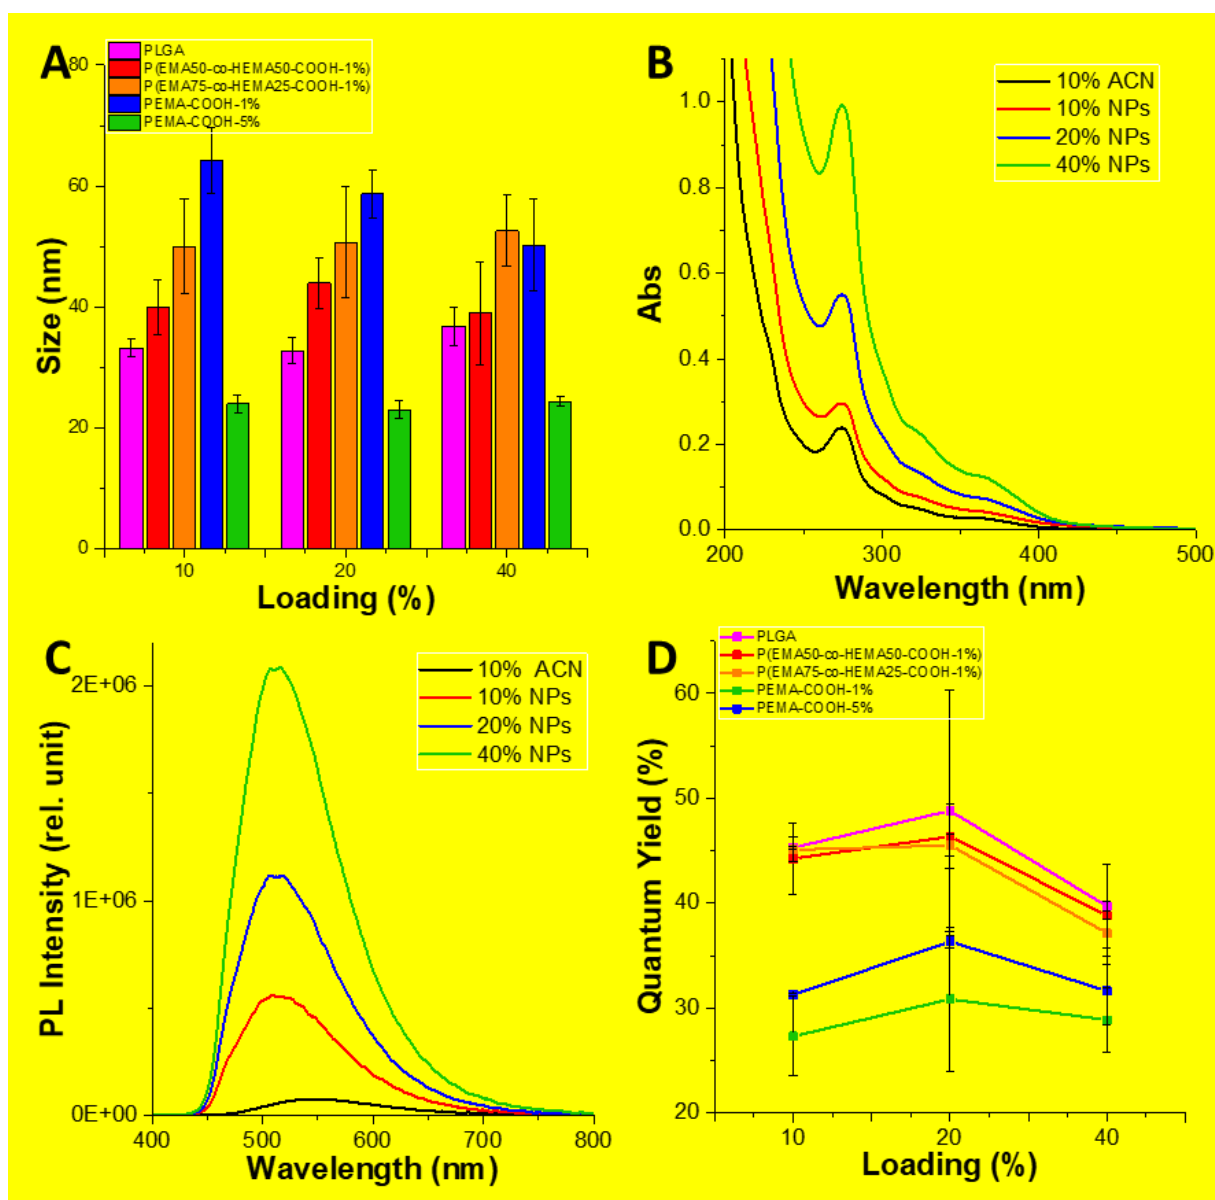 A
PLGA
P(EMA50-co-HEMA50-COOH-1%)
P(EMA75-co-HEMA25-COOH-1%)
PEMA-COOH-1%
PEMA-COOH-5%
80
60
40
20
0
Size (nm)
10
20
40
Loading (%)
B
10% ACN
10% NPs
20% NPs
40% NPs
1.0
0.8
0.6
0.4
0.2
0.0
Abs
200
300
400
500
Wavelength (nm)
C
10% ACN
10% NPs
20% NPs
40% NPs
2E+06
1E+06
0E+00
PL Intensity (rel. unit)
400
500
600
700
800
Wavelength (nm)
D
PLGA
P(EMA50-co-HEMA50-COOH-1%)
P(EMA75-co-HEMA25-COOH-1%)
PEMA-COOH-1%
PEMA-COOH-5%
60
50
40
30
20
Quantum Yield (%)
10
20
40
Loading (%)